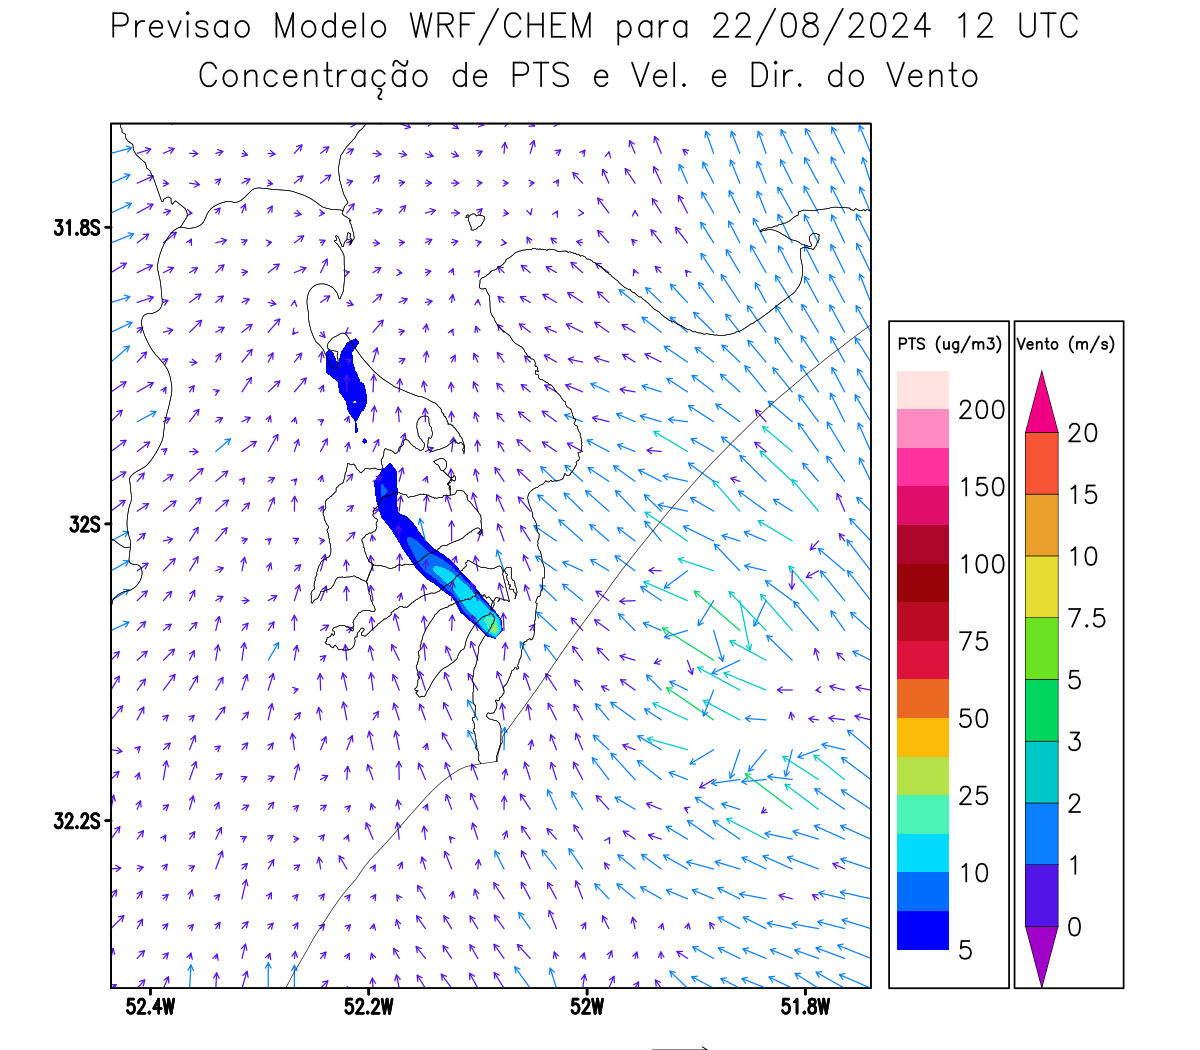 Previsao Modelo WRF/CHEM para 22/08/2024 12 UTC
Concentração de PTS e Vel. e Dir. do Vento
31.8S
32S
32.2S
52.4W
52.2W
52W
51.8W
PTS (ug/m3)
200
150
100
75
50
25
10
5
Vento (m/s)
20
15
10
7.5
5
3
2
1
0